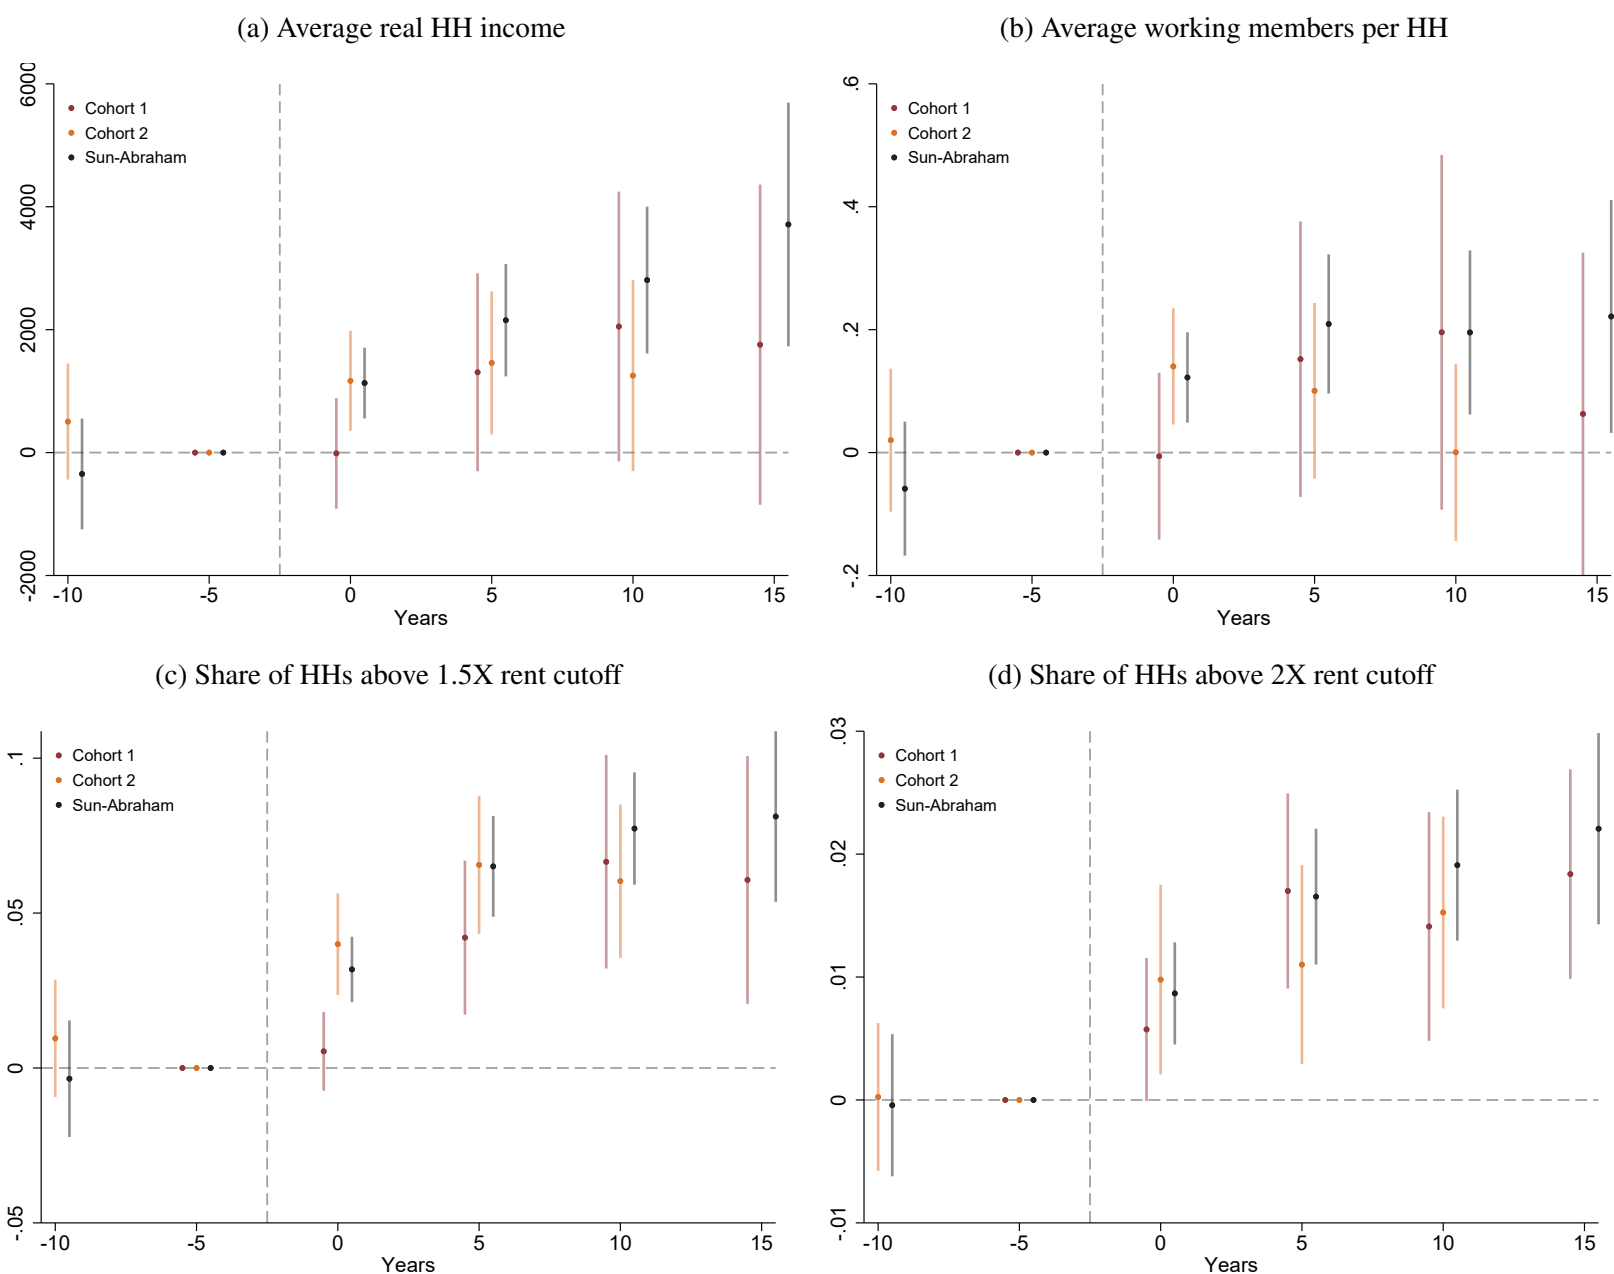 (a) Average real HH income
6000
4000
2000
0
-2000
Cohort 1
Cohort 2
Sun-Abraham
-10 -5 0 5 10 15
Years
(b) Average working members per HH
.6
.4
.2
0
-.2
Cohort 1
Cohort 2
Sun-Abraham
-10 -5 0 5 10 15
Years
(c) Share of HHs above 1.5X rent cutoff
.1
.05
0
-.05
Cohort 1
Cohort 2
Sun-Abraham
-10 -5 0 5 10 15
Years
(d) Share of HHs above 2X rent cutoff
.03
.02
.01
0
-.01
Cohort 1
Cohort 2
Sun-Abraham
-10 -5 0 5 10 15
Years